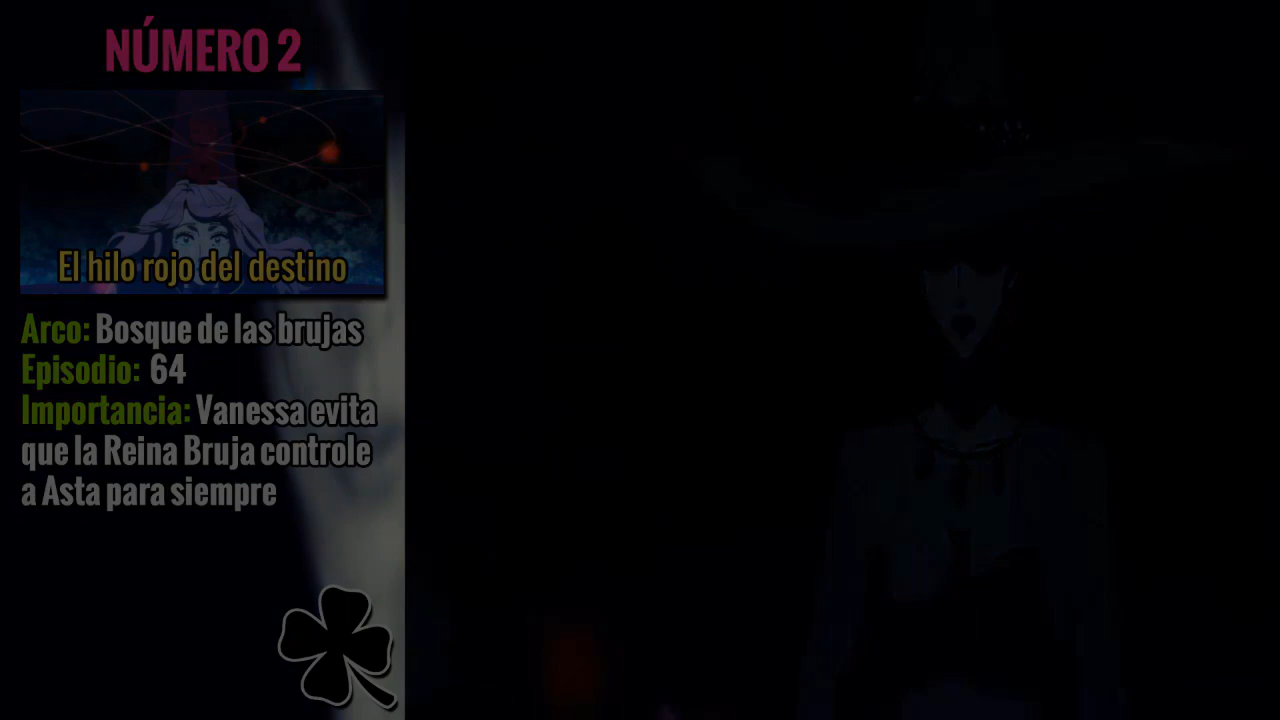 NÚMERO 2
El hilo rojo del destino
Arco: Bosque de las brujas
Episodio: 64
Importancia: Vanessa evita
que la Reina Bruja controle
a Asta para siempre